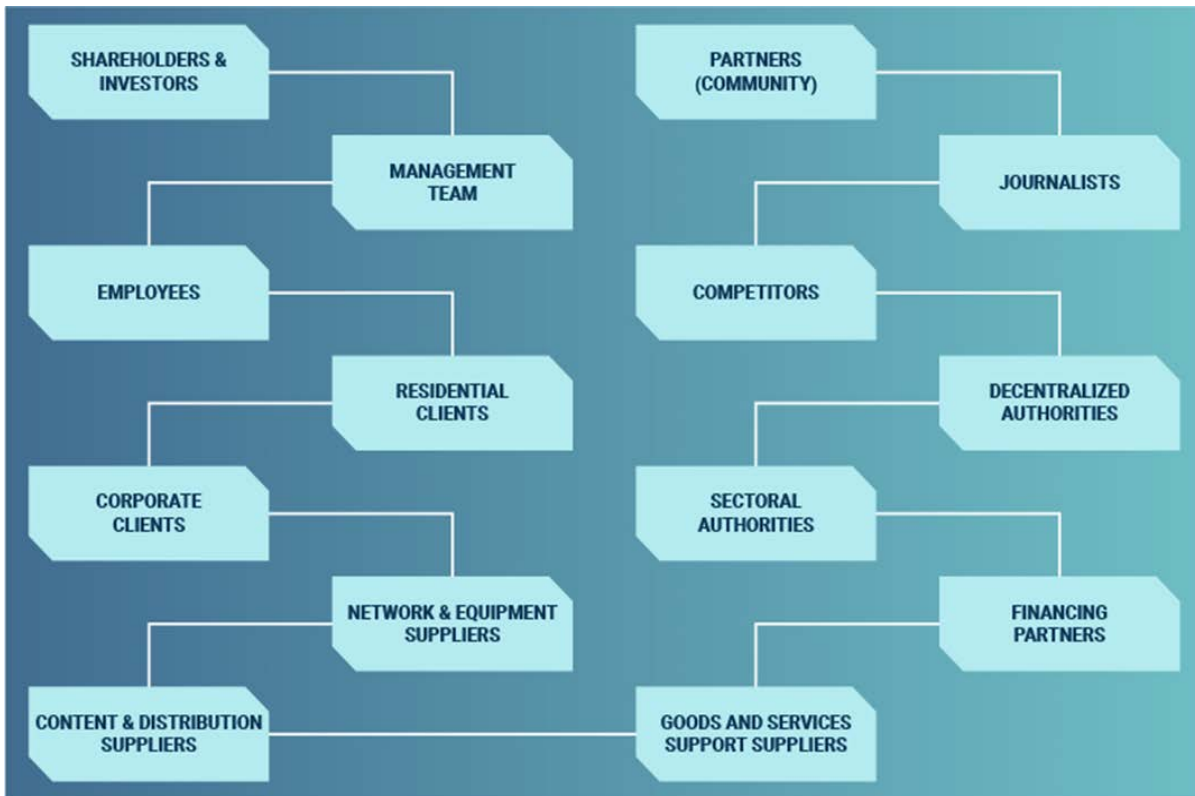 SHAREHOLDERS &
INVESTORS
MANAGEMENT
TEAM
EMPLOYEES
RESIDENTIAL
CLIENTS
CORPORATE
CLIENTS
NETWORK & EQUIPMENT
SUPPLIERS
CONTENT & DISTRIBUTION
SUPPLIERS
PARTNERS
(COMMUNITY)
JOURNALISTS
COMPETITORS
DECENTRALIZED
AUTHORITIES
SECTORAL
AUTHORITIES
FINANCING
PARTNERS
GOODS AND SERVICES
SUPPORT SUPPLIERS